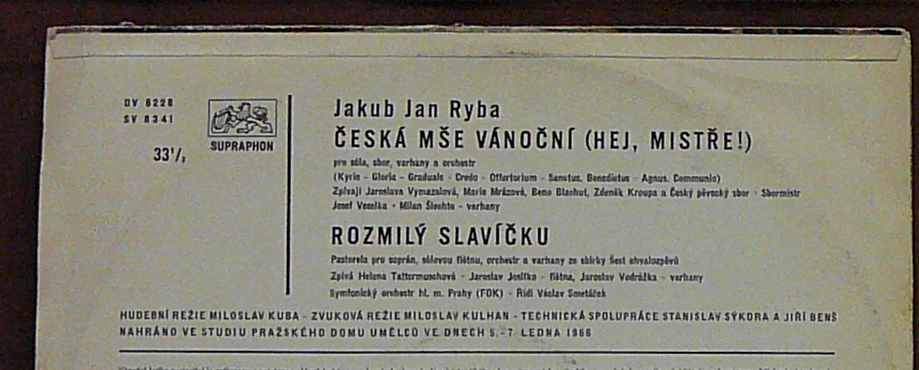 DV 6228
SV 8341
33⅓
SUPRAPHON
Jakub Jan Ryba
ČESKÁ MŠE VÁNOČNÍ (HEJ, MISTŘE!)
pro sóla, sbor, varhany a orchestr
(Kyrie - Gloria - Graduale - Credo - Offertorium - Sanctus, Benedictus - Agnus, Communio)
Zpívají Jaroslava Vymazalová, Marie Mrázová, Beno Blachut, Zdeněk Kroupa a Český pěvecký sbor · Sbormistr
Josef Veselka · Milan Šlechta - varhany
ROZMILÝ SLAVÍČKU
Pastorela pro soprán, sólovou flétnu, orchestr a varhany ze sbírky Šest chvalozpěvů
Zpívá Helena Tattermuschová · Jaroslav Josífko - flétna, Jaroslav Vodrážka - varhany
Symfonický orchestr hl. m. Prahy (FOK) · Řídí Václav Smetáček
HUDEBNÍ REŽIE MILOSLAV KUBA - ZVUKOVÁ REŽIE MILOSLAV KULHAN - TECHNICKÁ SPOLUPRÁCE STANISLAV SÝKORA A JIŘÍ BENŠ
NAHRÁNO VE STUDIU PRAŽSKÉHO DOMU UMĚLCŮ VE DNECH 5.-7. LEDNA 1966